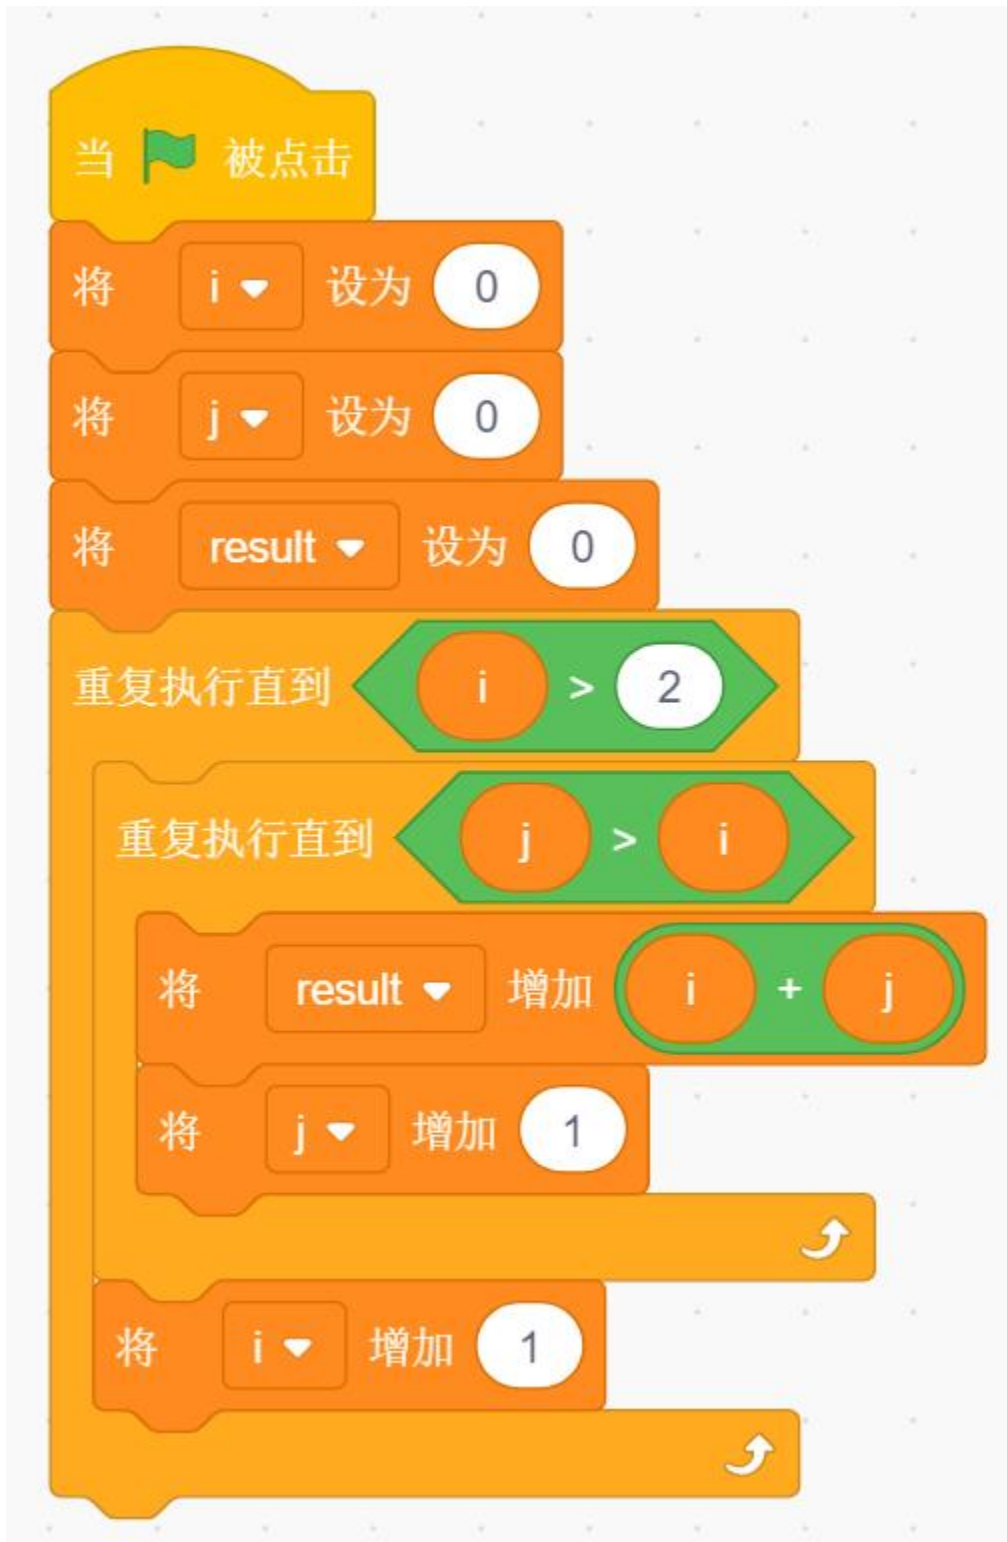 当 被点击
将 i 设为 0
将 j 设为 0
将 result 设为 0
重复执行直到 i > 2
重复执行直到 j > i
将 result 增加 i + j
将 j 增加 1
将 i 增加 1